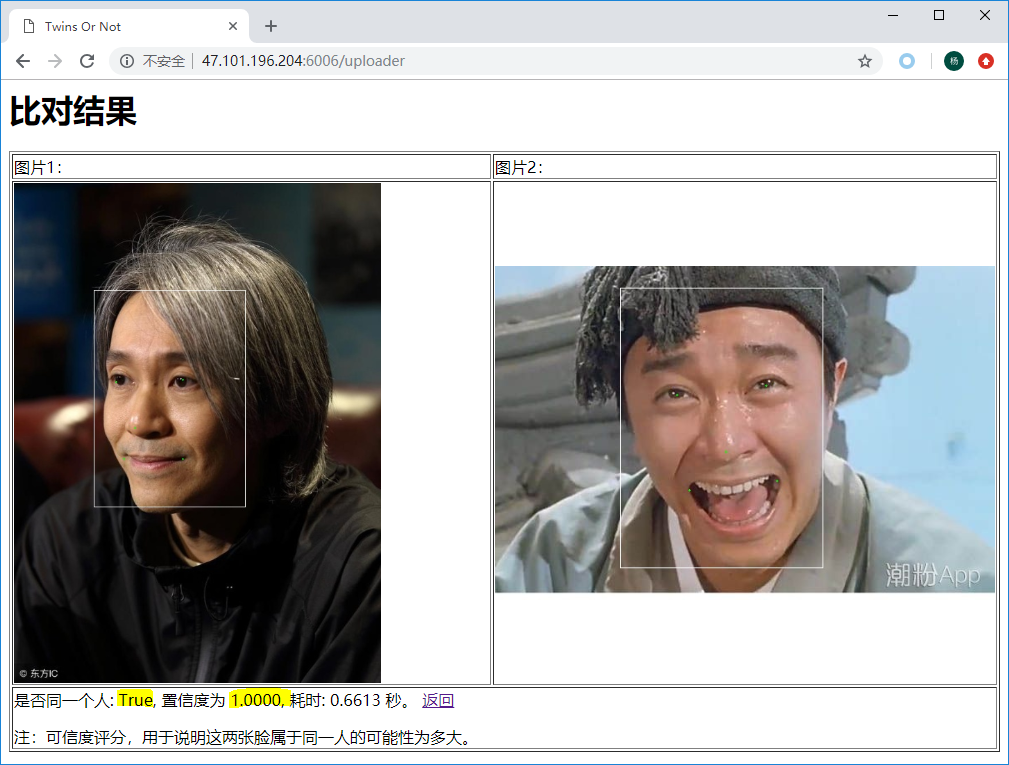 Twins Or Not
不安全
47.101.196.204:6006/uploader
杨
比对结果
图片1:
图片2:
© 东方IC
潮粉App
是否同一个人: True, 置信度为 1.0000, 耗时: 0.6613 秒。 返回
注：可信度评分，用于说明这两张脸属于同一人的可能性为多大。